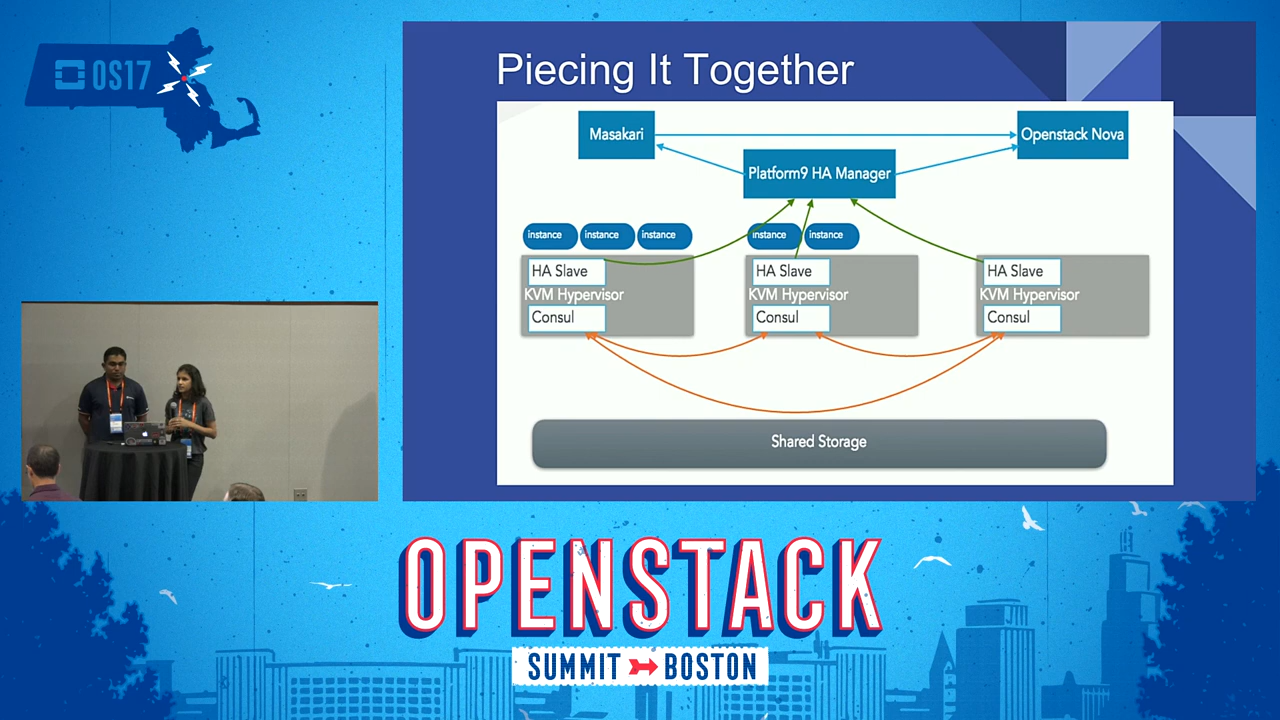 OS17
Piecing It Together
Masakari
Openstack Nova
Platform9 HA Manager
instance
instance
instance
instance
instance
HA Slave
KVM Hypervisor
Consul
HA Slave
KVM Hypervisor
Consul
HA Slave
KVM Hypervisor
Consul
Shared Storage
OPENSTACK
SUMMIT BOSTON